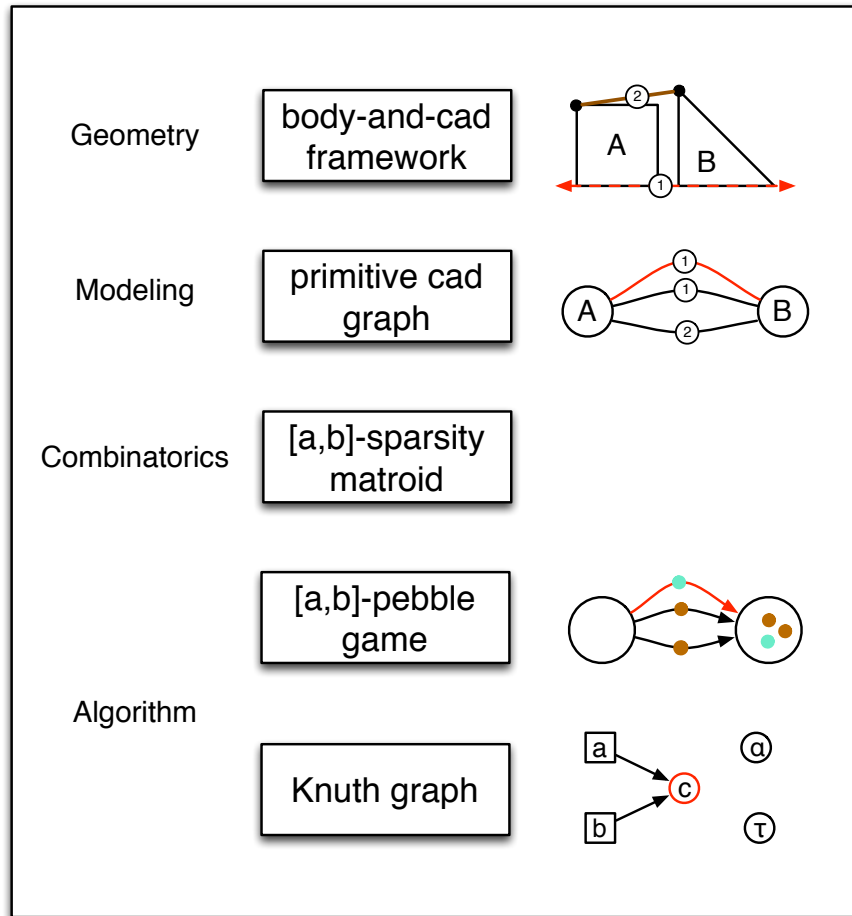 Geometry
body-and-cad
framework
2
A
B
1
Modeling
primitive cad
graph
1
1
2
A
B
Combinatorics
[a,b]-sparsity
matroid
[a,b]-pebble
game
Algorithm
Knuth graph
a
α
c
b
τ